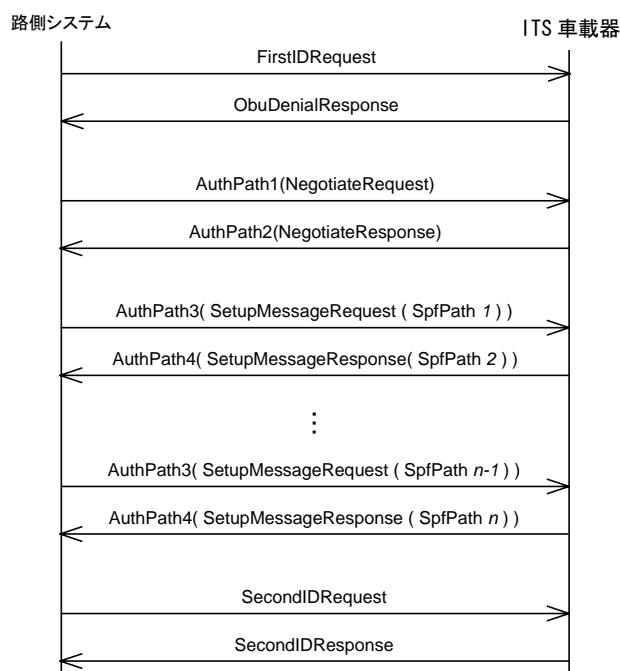 路側システム
ITS 車載器
FirstIDRequest
ObuDenialResponse
AuthPath1(NegotiateRequest)
AuthPath2(NegotiateResponse)
AuthPath3( SetupMessageRequest ( SpfPath 1 ) )
AuthPath4( SetupMessageResponse( SpfPath 2 ) )
⋮
AuthPath3( SetupMessageRequest ( SpfPath n-1 ) )
AuthPath4( SetupMessageResponse ( SpfPath n ) )
SecondIDRequest
SecondIDResponse